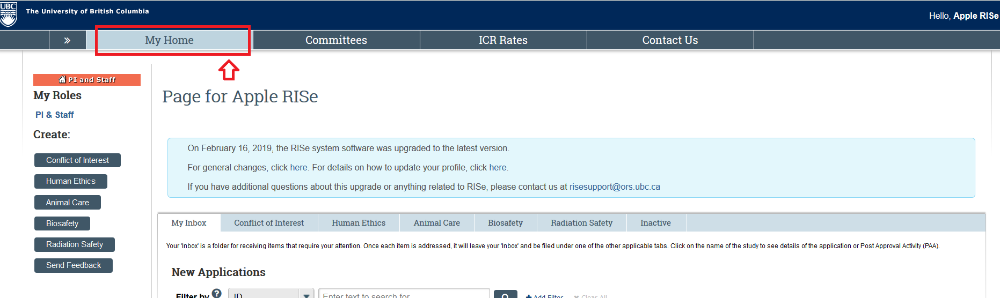 UBC
The University of British Columbia
Hello, Apple RISe
»
My Home
Committees
ICR Rates
Contact Us
PI and Staff
My Roles
PI & Staff
Create:
Conflict of Interest
Human Ethics
Animal Care
Biosafety
Radiation Safety
Send Feedback
Page for Apple RISe
On February 16, 2019, the RISe system software was upgraded to the latest version.
For general changes, click here. For details on how to update your profile, click here.
If you have additional questions about this upgrade or anything related to RISe, please contact us at risesupport@ors.ubc.ca
My Inbox
Conflict of Interest
Human Ethics
Animal Care
Biosafety
Radiation Safety
Inactive
Your 'Inbox' is a folder for receiving items that require your attention. Once each item is addressed, it will leave your 'Inbox' and be filed under one of the other applicable tabs. Click on the name of the study to see details of the application or Post Approval Activity (PAA).
New Applications
Filter by ? ID Enter text to search for + Add Filter ✖ Clear All